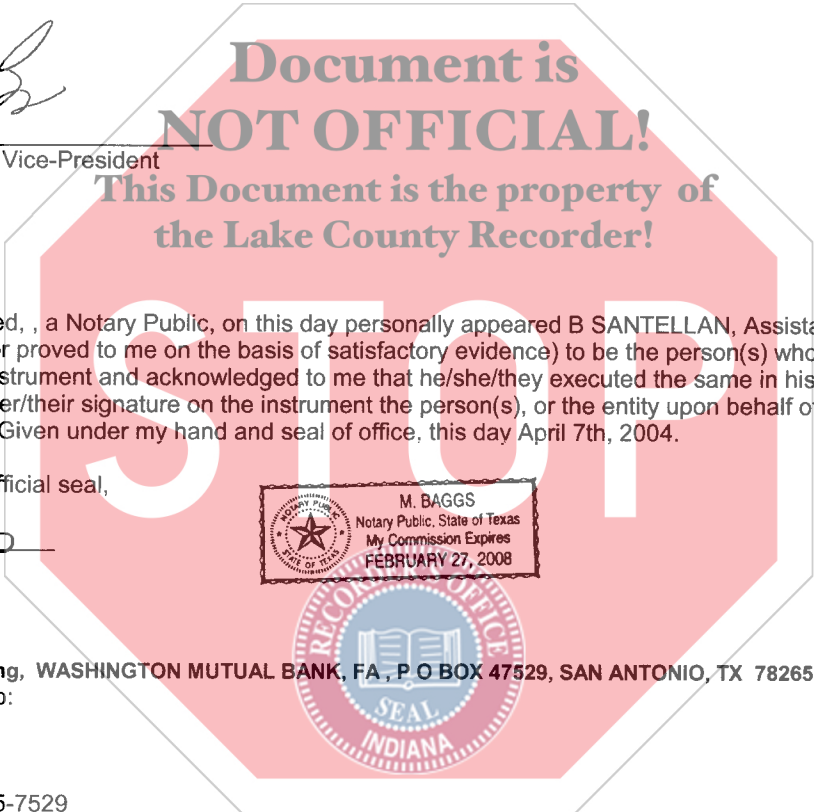 Document is
NOT OFFICIAL!
Vice-President
This Document is the property of
the Lake County Recorder!
STOP
ed, , a Notary Public, on this day personally appeared B SANTELLAN, Assista
r proved to me on the basis of satisfactory evidence) to be the person(s) who
strument and acknowledged to me that he/she/they executed the same in his
er/their signature on the instrument the person(s), or the entity upon behalf of
Given under my hand and seal of office, this day April 7th, 2004.
fficial seal,
NOTARY PUBLIC
STATE OF TEXAS
M. BAGGS
Notary Public, State of Texas
My Commission Expires
FEBRUARY 27, 2008
RECORDER'S OFFICE
SEAL
INDIANA
ng, WASHINGTON MUTUAL BANK, FA , P O BOX 47529, SAN ANTONIO, TX 78265
o:
5-7529